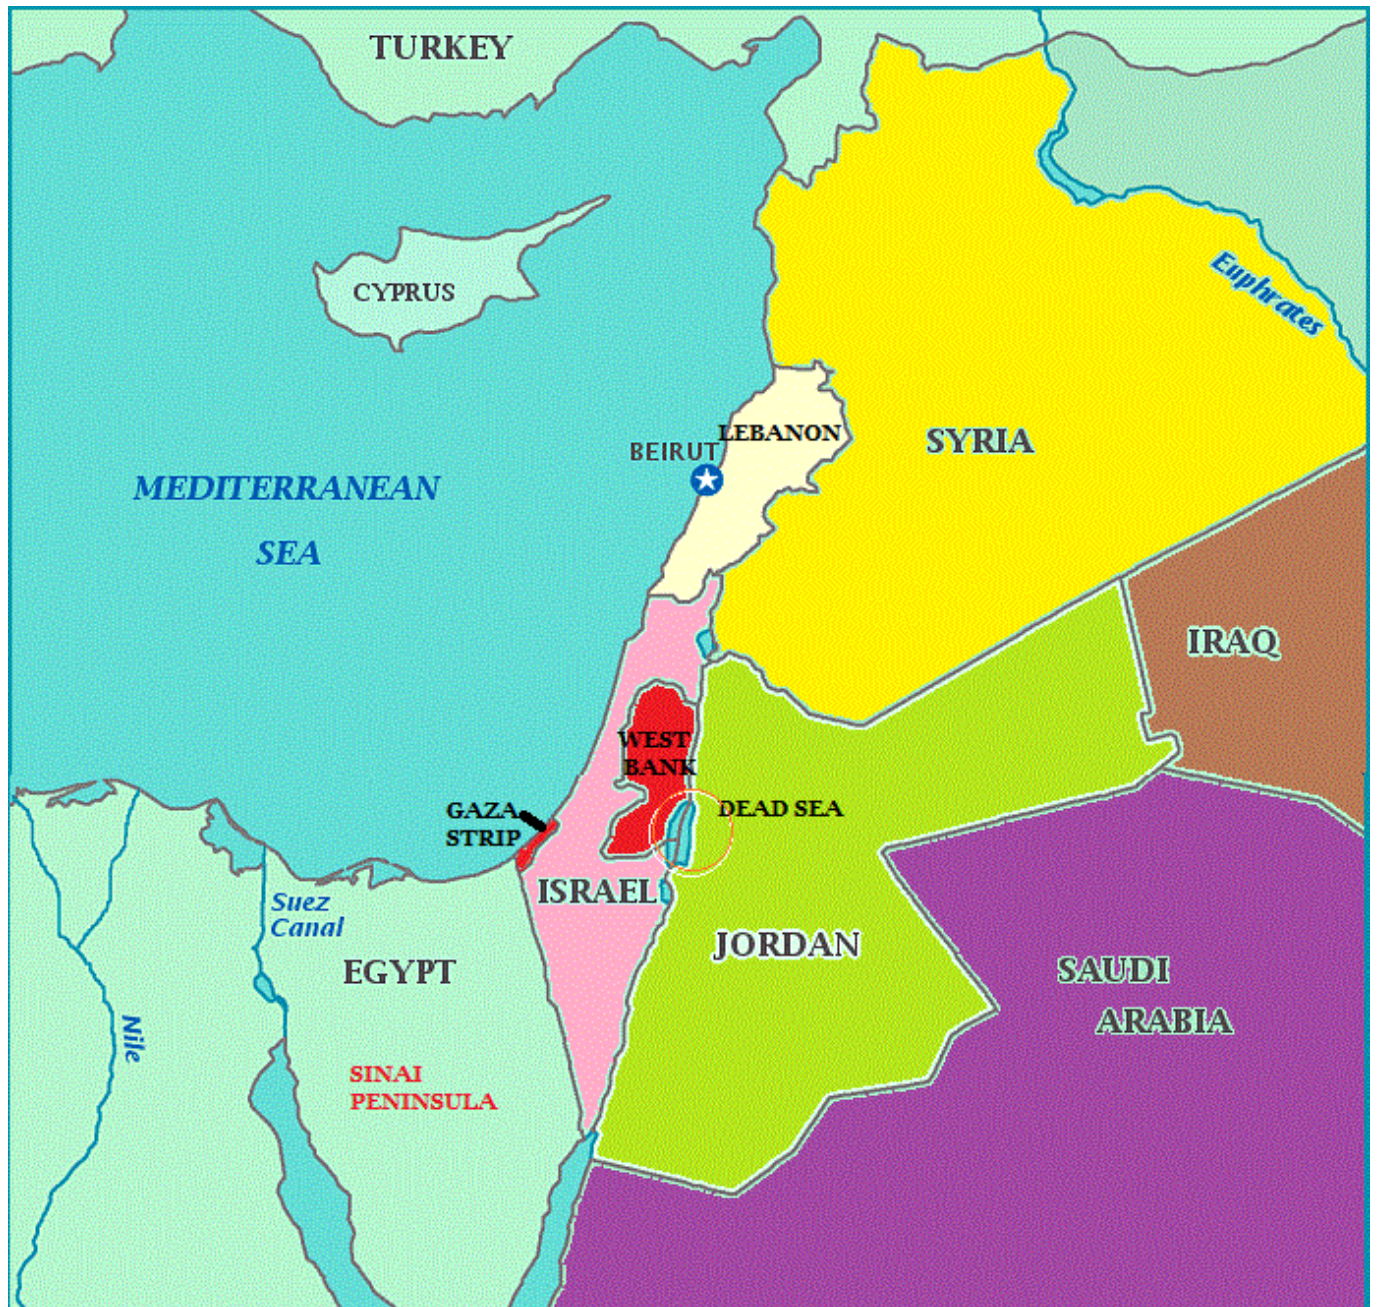 TURKEY
CYPRUS
Euphrates
LEBANON
BEIRUT
SYRIA
MEDITERRANEAN
SEA
IRAQ
WEST
BANK
GAZA
STRIP
DEAD SEA
ISRAEL
Suez
Canal
JORDAN
EGYPT
SAUDI
ARABIA
Nile
SINAI
PENINSULA